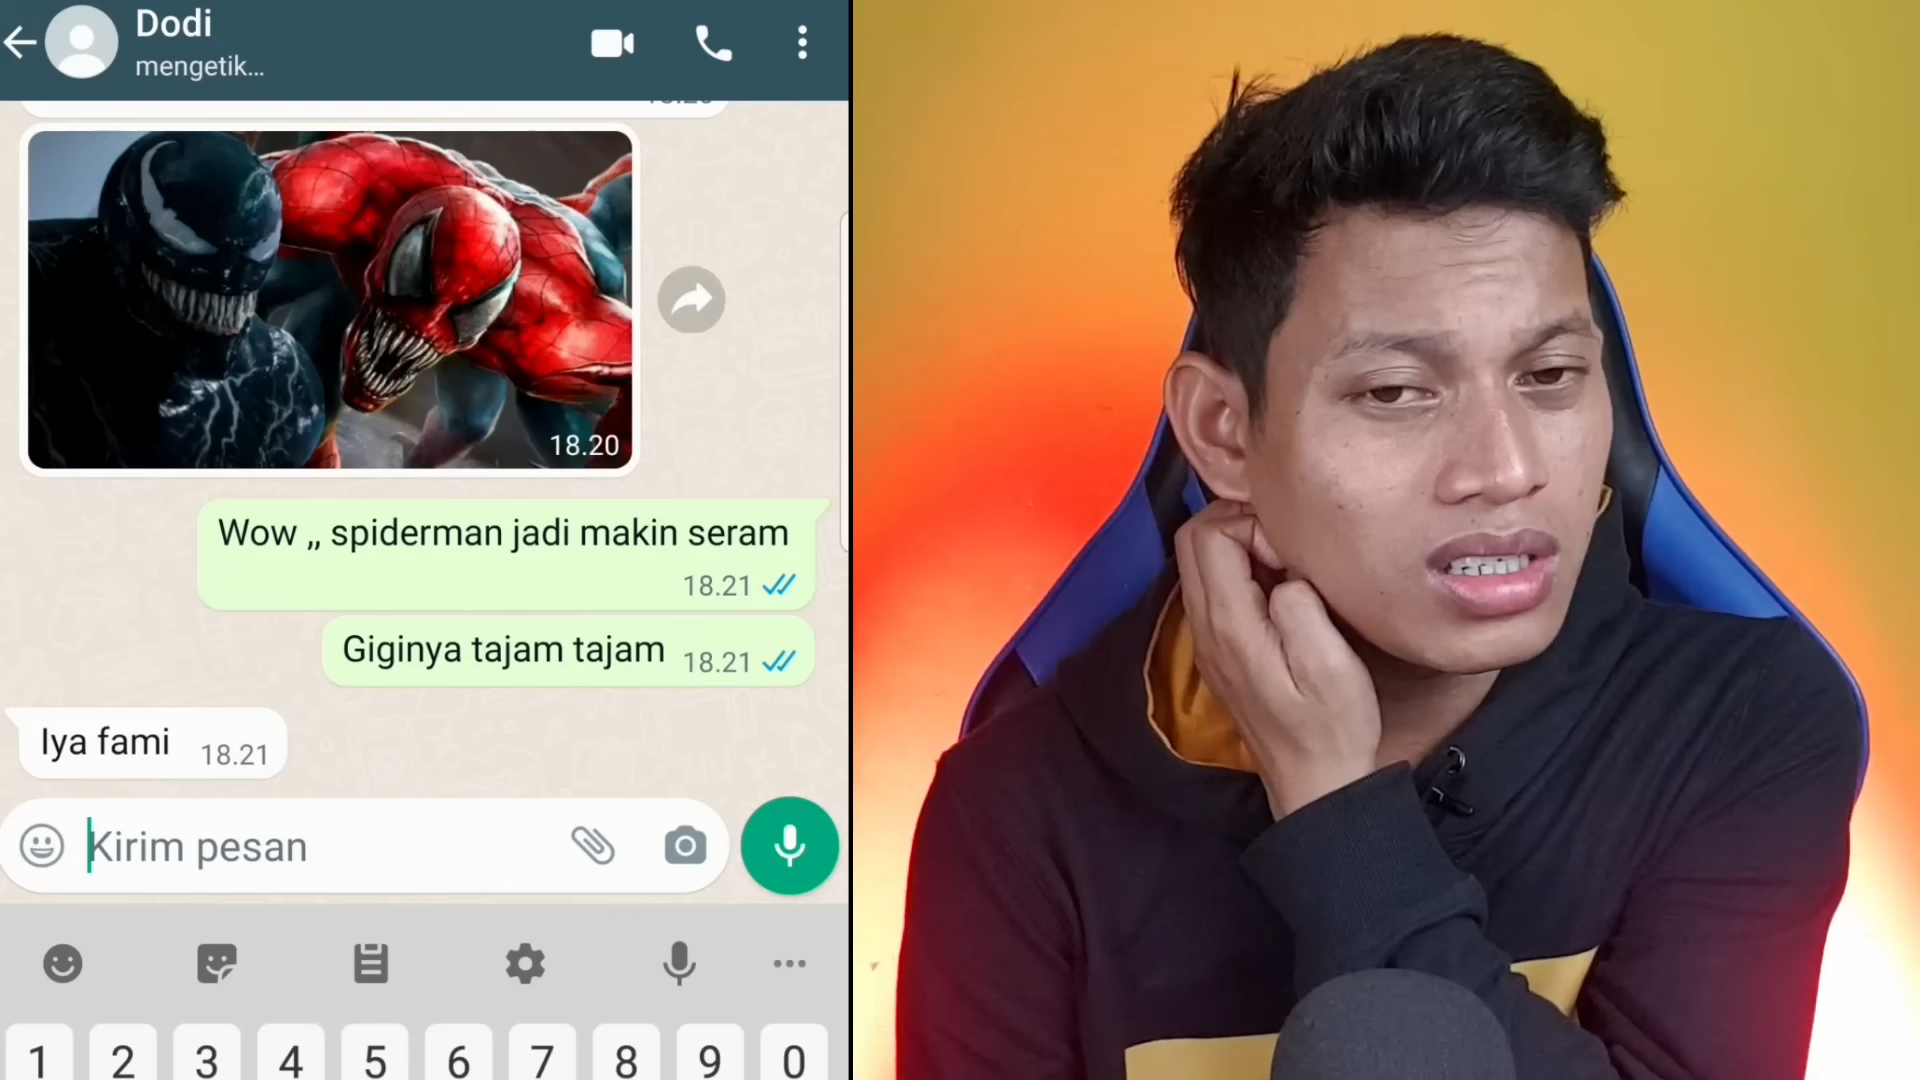 Dodi
mengetik...
18.20
Wow ,, spiderman jadi makin seram
18.21
Giginya tajam tajam 18.21
Iya fami 18.21
Kirim pesan
1 2 3 4 5 6 7 8 9 0